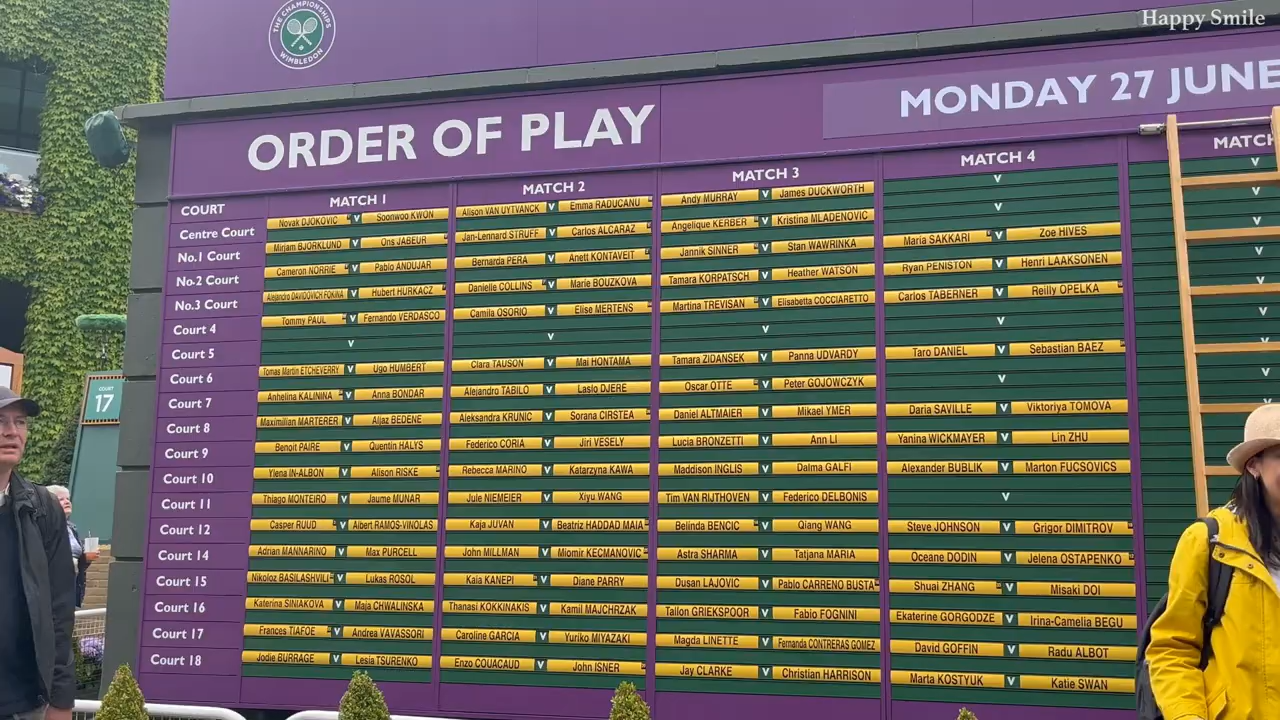 Happy Smile
THE CHAMPIONSHIPS
WIMBLEDON
ORDER OF PLAY MONDAY 27 JUNE
COURT MATCH 1 MATCH 2 MATCH 3 MATCH 4 MATCH
Centre Court Novak DJOKOVIC v Soonwoo KWON Alison VAN UYTVANCK v Emma RADUCANU Andy MURRAY v James DUCKWORTH v v
No.1 Court Mirjam BJORKLUND v Ons JABEUR Jan-Lennard STRUFF v Carlos ALCARAZ Angelique KERBER v Kristina MLADENOVIC v v
No.2 Court Cameron NORRIE v Pablo ANDUJAR Bernarda PERA v Anett KONTAVEIT Jannik SINNER v Stan WAWRINKA Maria SAKKARI v Zoe HIVES v
No.3 Court Alejandro DAVIDOVICH FOKINA v Hubert HURKACZ Danielle COLLINS v Marie BOUZKOVA Tamara KORPATSCH v Heather WATSON Ryan PENISTON v Henri LAAKSONEN v
Court 4 Tommy PAUL v Fernando VERDASCO Camila OSORIO v Elise MERTENS Martina TREVISAN v Elisabetta COCCIARETTO Carlos TABERNER v Reilly OPELKA v
Court 5 v v v v v
Court 6 Tomas Martin ETCHEVERRY v Ugo HUMBERT Clara TAUSON v Mai HONTAMA Tamara ZIDANSEK v Panna UDVARDY Taro DANIEL v Sebastian BAEZ v
Court 7 Anhelina KALININA v Anna BONDAR Alejandro TABILO v Laslo DJERE Oscar OTTE v Peter GOJOWCZYK v v
Court 8 Maximilian MARTERER v Aljaz BEDENE Aleksandra KRUNIC v Sorana CIRSTEA Daniel ALTMAIER v Mikael YMER Daria SAVILLE v Viktoriya TOMOVA v
Court 9 Benoit PAIRE v Quentin HALYS Federico CORIA v Jiri VESELY Lucia BRONZETTI v Ann LI Yanina WICKMAYER v Lin ZHU
Court 10 Ylena IN-ALBON v Alison RISKE Rebecca MARINO v Katarzyna KAWA Maddison INGLIS v Dalma GALFI Alexander BUBLIK v Marton FUCSOVICS
Court 11 Thiago MONTEIRO v Jaume MUNAR Jule NIEMEIER v Xiyu WANG Tim VAN RIJTHOVEN v Federico DELBONIS v
Court 12 Casper RUUD v Albert RAMOS-VINOLAS Kaja JUVAN v Beatriz HADDAD MAIA Belinda BENCIC v Qiang WANG Steve JOHNSON v Grigor DIMITROV
Court 14 Adrian MANNARINO v Max PURCELL John MILLMAN v Miomir KECMANOVIC Astra SHARMA v Tatjana MARIA Oceane DODIN v Jelena OSTAPENKO
Court 15 Nikoloz BASILASHVILI v Lukas ROSOL Kaia KANEPI v Diane PARRY Dusan LAJOVIC v Pablo CARRENO BUSTA Shuai ZHANG v Misaki DOI
Court 16 Katerina SINIAKOVA v Maja CHWALINSKA Thanasi KOKKINAKIS v Kamil MAJCHRZAK Tallon GRIEKSPOOR v Fabio FOGNINI Ekaterine GORGODZE v Irina-Camelia BEGU
Court 17 Frances TIAFOE v Andrea VAVASSORI Caroline GARCIA v Yuriko MIYAZAKI Magda LINETTE v Fernanda CONTRERAS GOMEZ David GOFFIN v Radu ALBOT
Court 18 Jodie BURRAGE v Lesia TSURENKO Enzo COUACAUD v John ISNER Jay CLARKE v Christian HARRISON Marta KOSTYUK v Katie SWAN
COURT
17